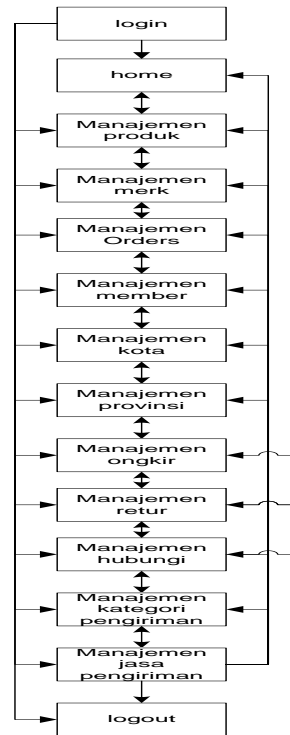 login
home
Manajemen
produk
Manajemen
merk
Manajemen
Orders
Manajemen
member
Manajemen
kota
Manajemen
provinsi
Manajemen
ongkir
Manajemen
retur
Manajemen
hubungi
Manajemen
kategori
pengiriman
Manajemen
jasa
pengiriman
logout